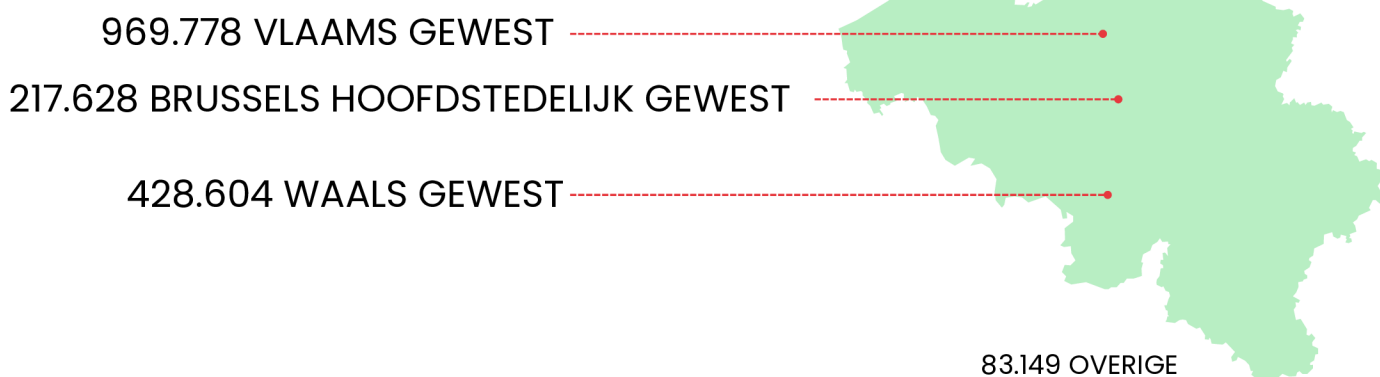 969.778 VLAAMS GEWEST
217.628 BRUSSELS HOOFDSTEDELIJK GEWEST
428.604 WAALS GEWEST
83.149 OVERIGE